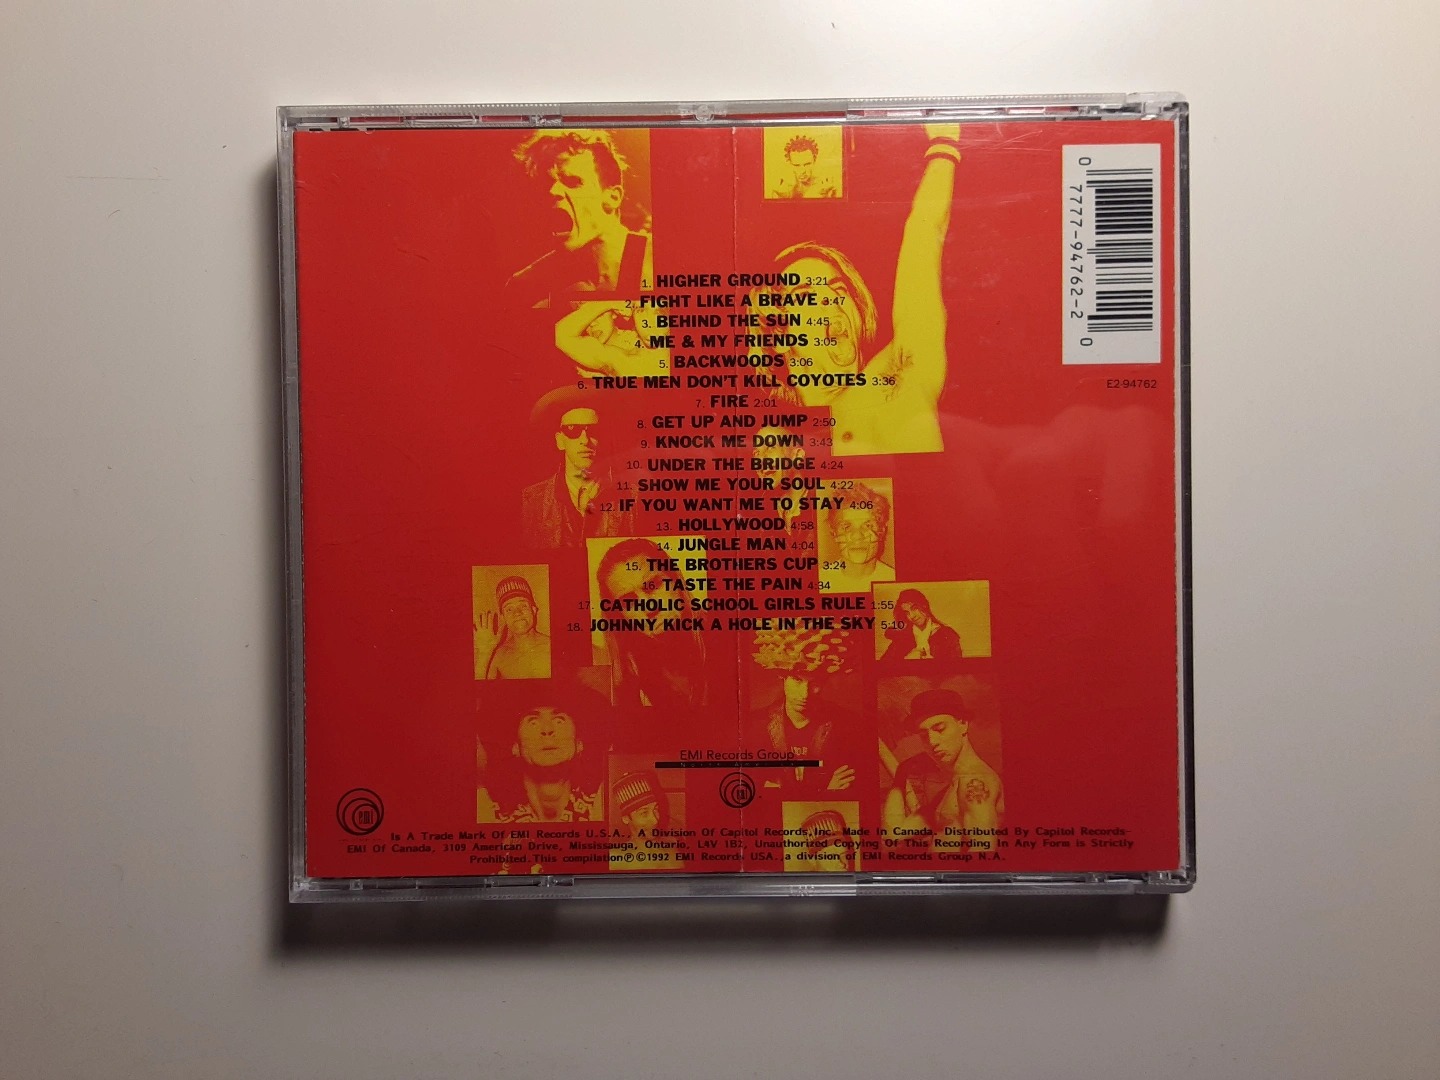 0 7777-94762-2 0
E2-94762
1. HIGHER GROUND 3:21
2. FIGHT LIKE A BRAVE 3:47
3. BEHIND THE SUN 4:45
4. ME & MY FRIENDS 3:05
5. BACKWOODS 3:06
6. TRUE MEN DON'T KILL COYOTES 3:36
7. FIRE 2:01
8. GET UP AND JUMP 2:50
9. KNOCK ME DOWN 3:43
10. UNDER THE BRIDGE 4:24
11. SHOW ME YOUR SOUL 4:22
12. IF YOU WANT ME TO STAY 4:06
13. HOLLYWOOD 4:58
14. JUNGLE MAN 4:04
15. THE BROTHERS CUP 3:24
16. TASTE THE PAIN 4:34
17. CATHOLIC SCHOOL GIRLS RULE 1:55
18. JOHNNY KICK A HOLE IN THE SKY 5:10
EMI Records Group
North America
EMI
EMI
Is A Trade Mark Of EMI Records U.S.A., A Division Of Capitol Records, Inc. Made In Canada. Distributed By Capitol Records-
EMI Of Canada, 3109 American Drive, Mississauga, Ontario, L4V 1B2, Unauthorized Copying Of This Recording In Any Form is Strictly
Prohibited. This compilation ℗ © 1992 EMI Records USA., a division of EMI Records Group N.A.